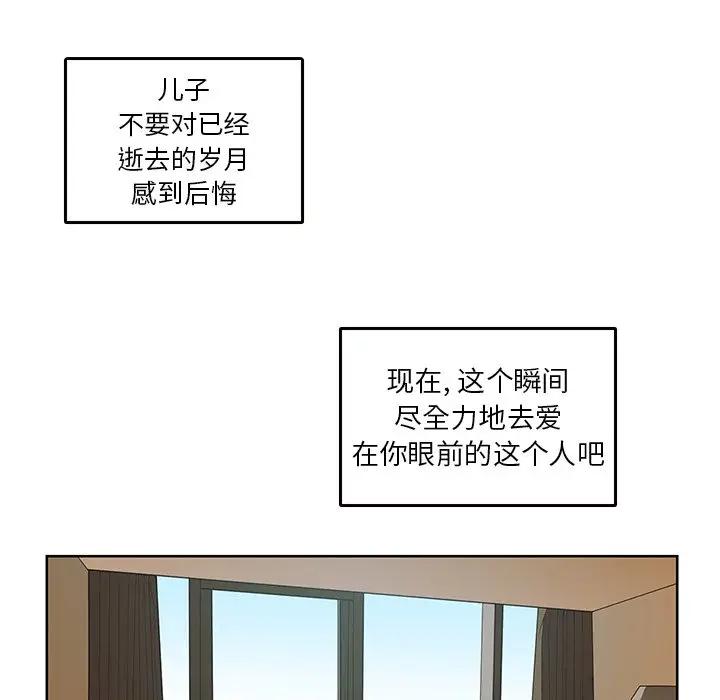 儿子
不要对已经
逝去的岁月
感到后悔
现在, 这个瞬间
尽全力地去爱
在你眼前的这个人吧